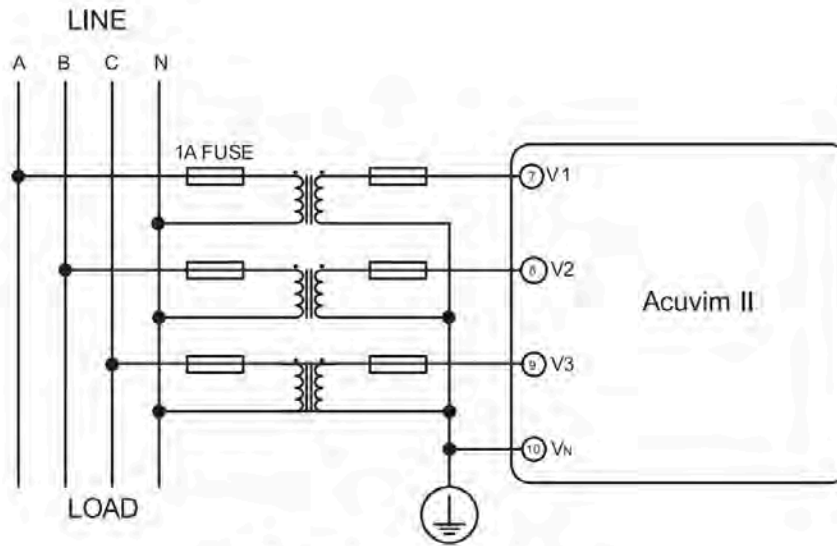 LINE
A B C N
1A FUSE
7 V1
8 V2
Acuvim II
9 V3
10 VN
LOAD